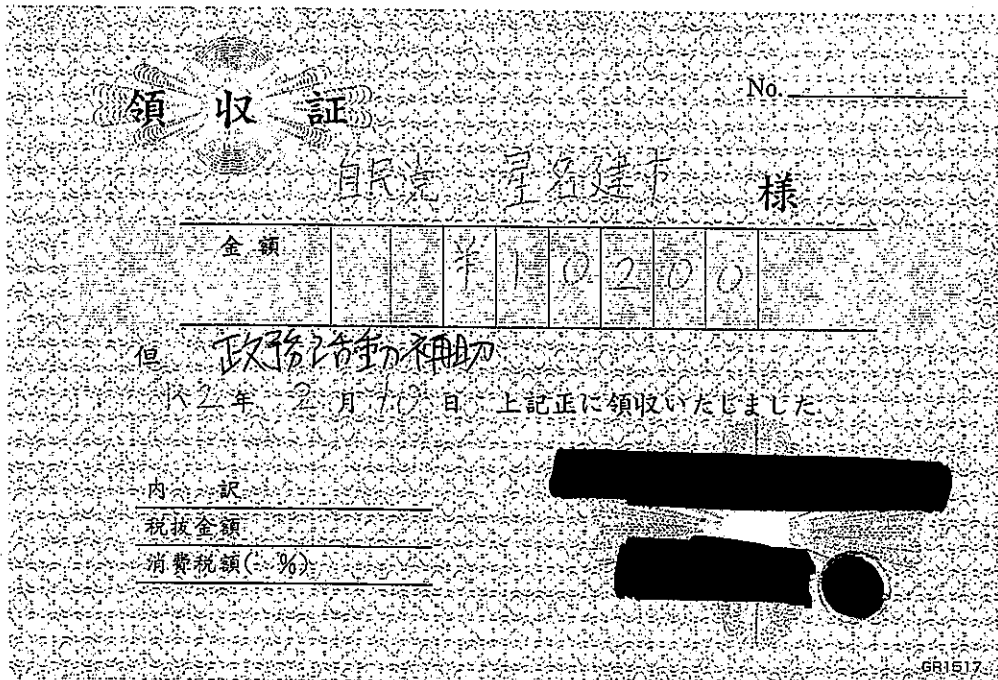 領収証
No.
自民党 星名建市 様
金額 ¥10200
但 政務活動補助
R2年 2月10日 上記正に領収いたしました
内 訳
税抜金額
消費税額( %)
GR1517